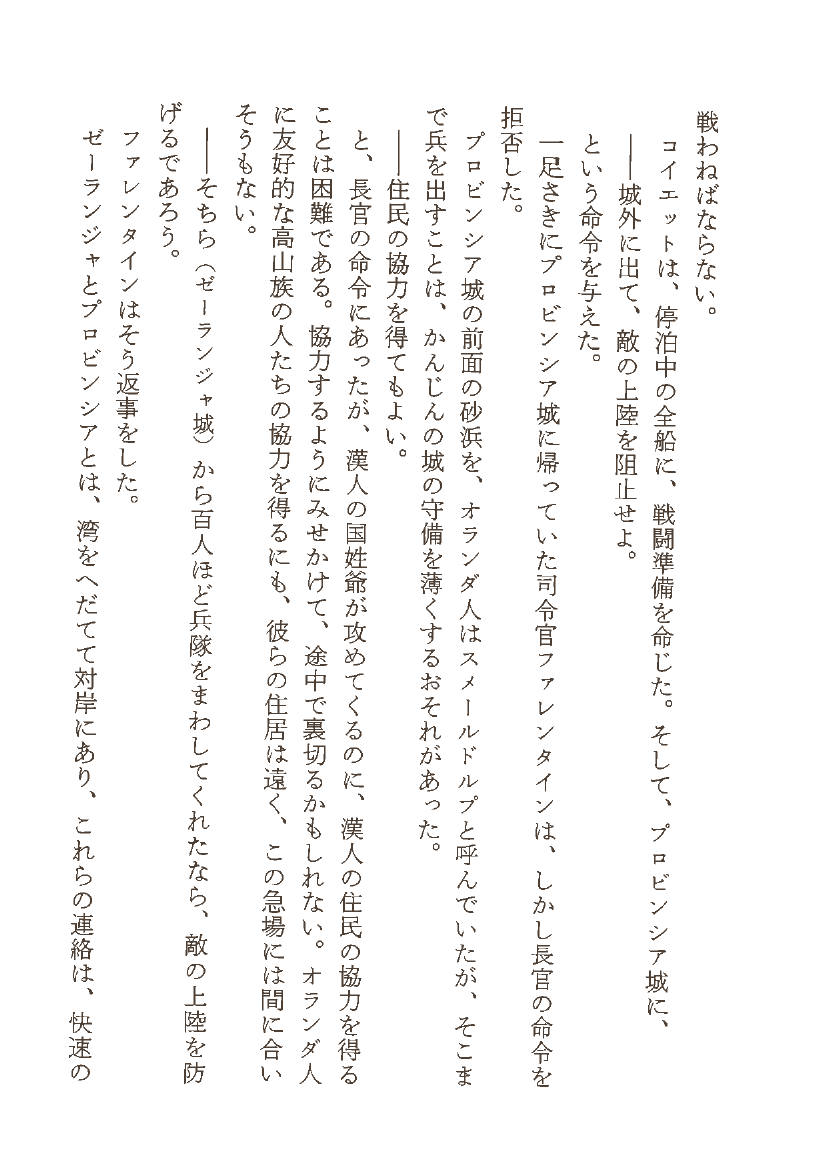 戦わねばならない。
コイエットは、停泊中の全船に、戦闘準備を命じた。そして、プロビンシア城に、
――城外に出て、敵の上陸を阻止せよ。
という命令を与えた。
一足さきにプロビンシア城に帰っていた司令官ファレンタインは、しかし長官の命令を
拒否した。
プロビンシア城の前面の砂浜を、オランダ人はスメールドルプと呼んでいたが、そこま
で兵を出すことは、かんじんの城の守備を薄くするおそれがあった。
――住民の協力を得てもよい。
と、長官の命令にあったが、漢人の国姓爺が攻めてくるのに、漢人の住民の協力を得る
ことは困難である。協力するようにみせかけて、途中で裏切るかもしれない。オランダ人
に友好的な高山族の人たちの協力を得るにも、彼らの住居は遠く、この急場には間に合い
そうもない。
――そちら（ゼーランジャ城）から百人ほど兵隊をまわしてくれたなら、敵の上陸を防
げるであろう。
ファレンタインはそう返事をした。
ゼーランジャとプロビンシアとは、湾をへだてて対岸にあり、これらの連絡は、快速の